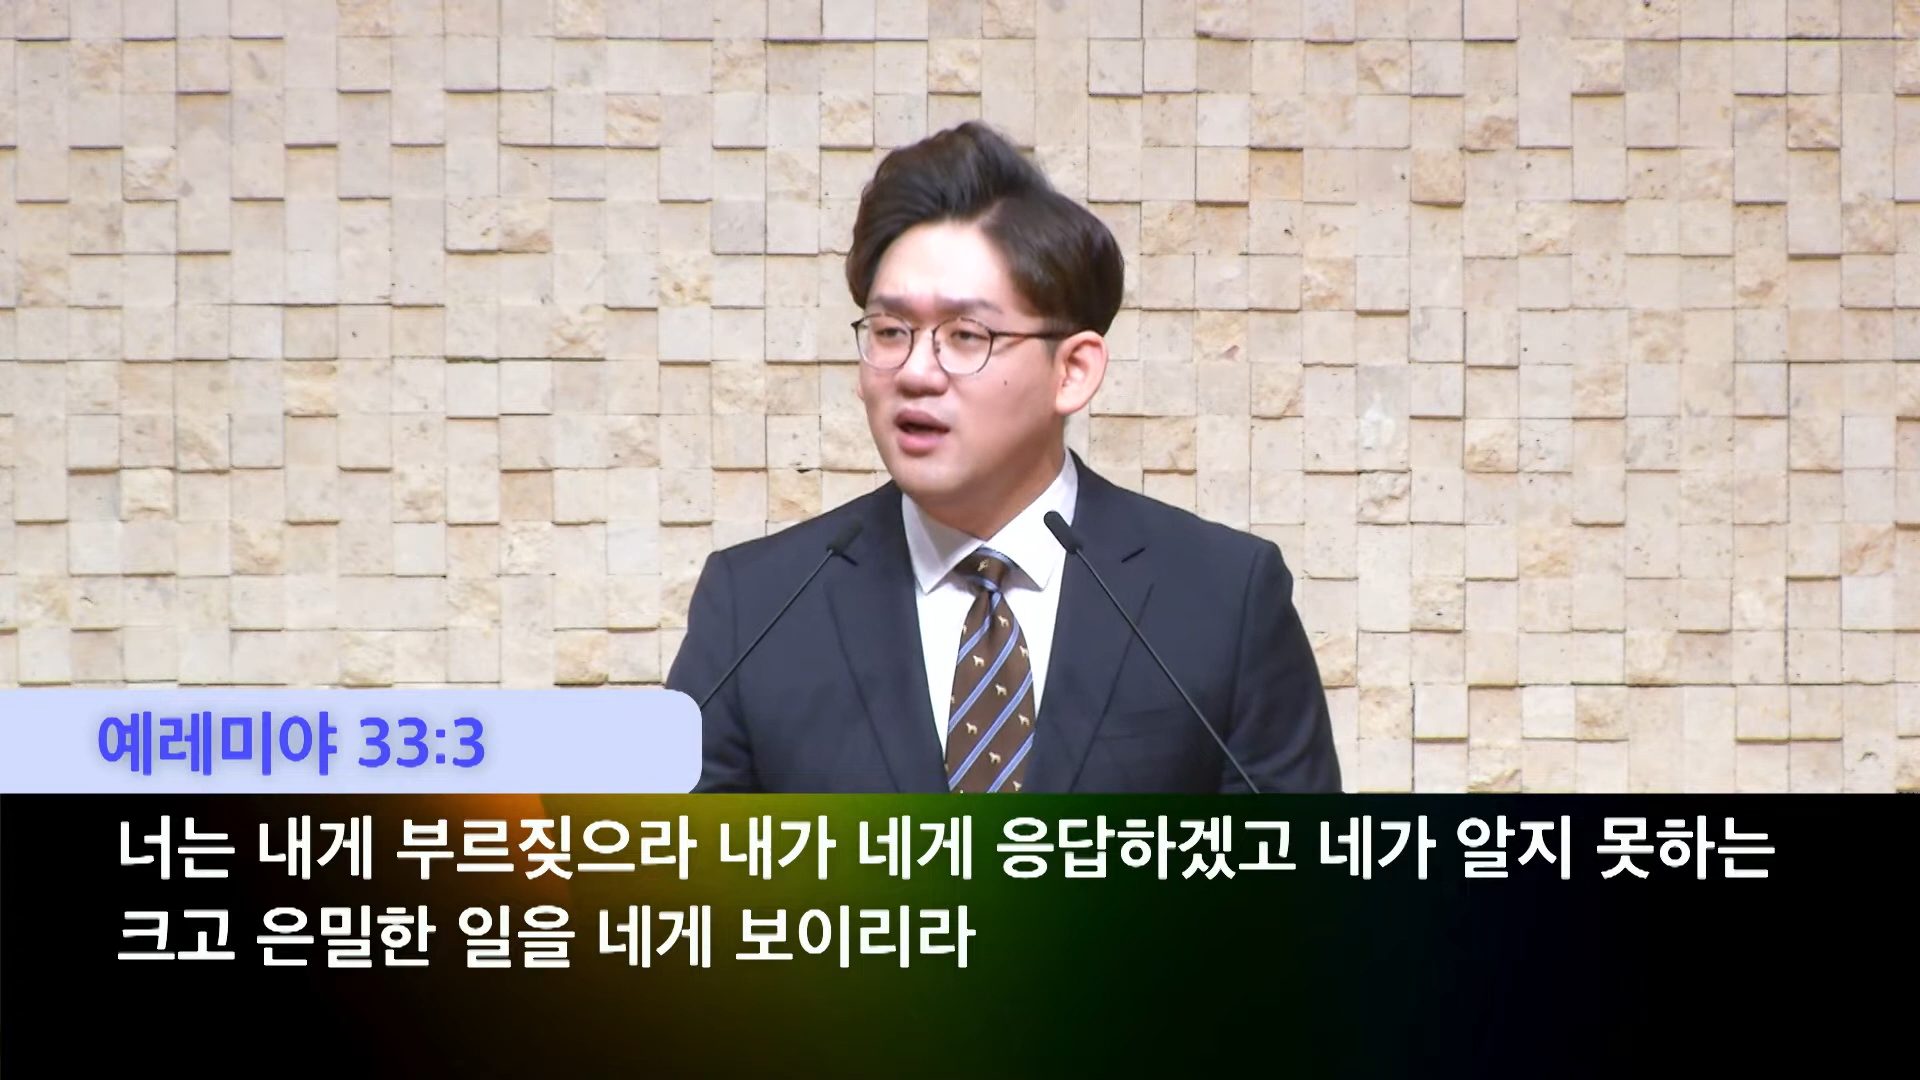 예레미야 33:3
너는 내게 부르짖으라 내가 네게 응답하겠고 네가 알지 못하는
크고 은밀한 일을 네게 보이리라